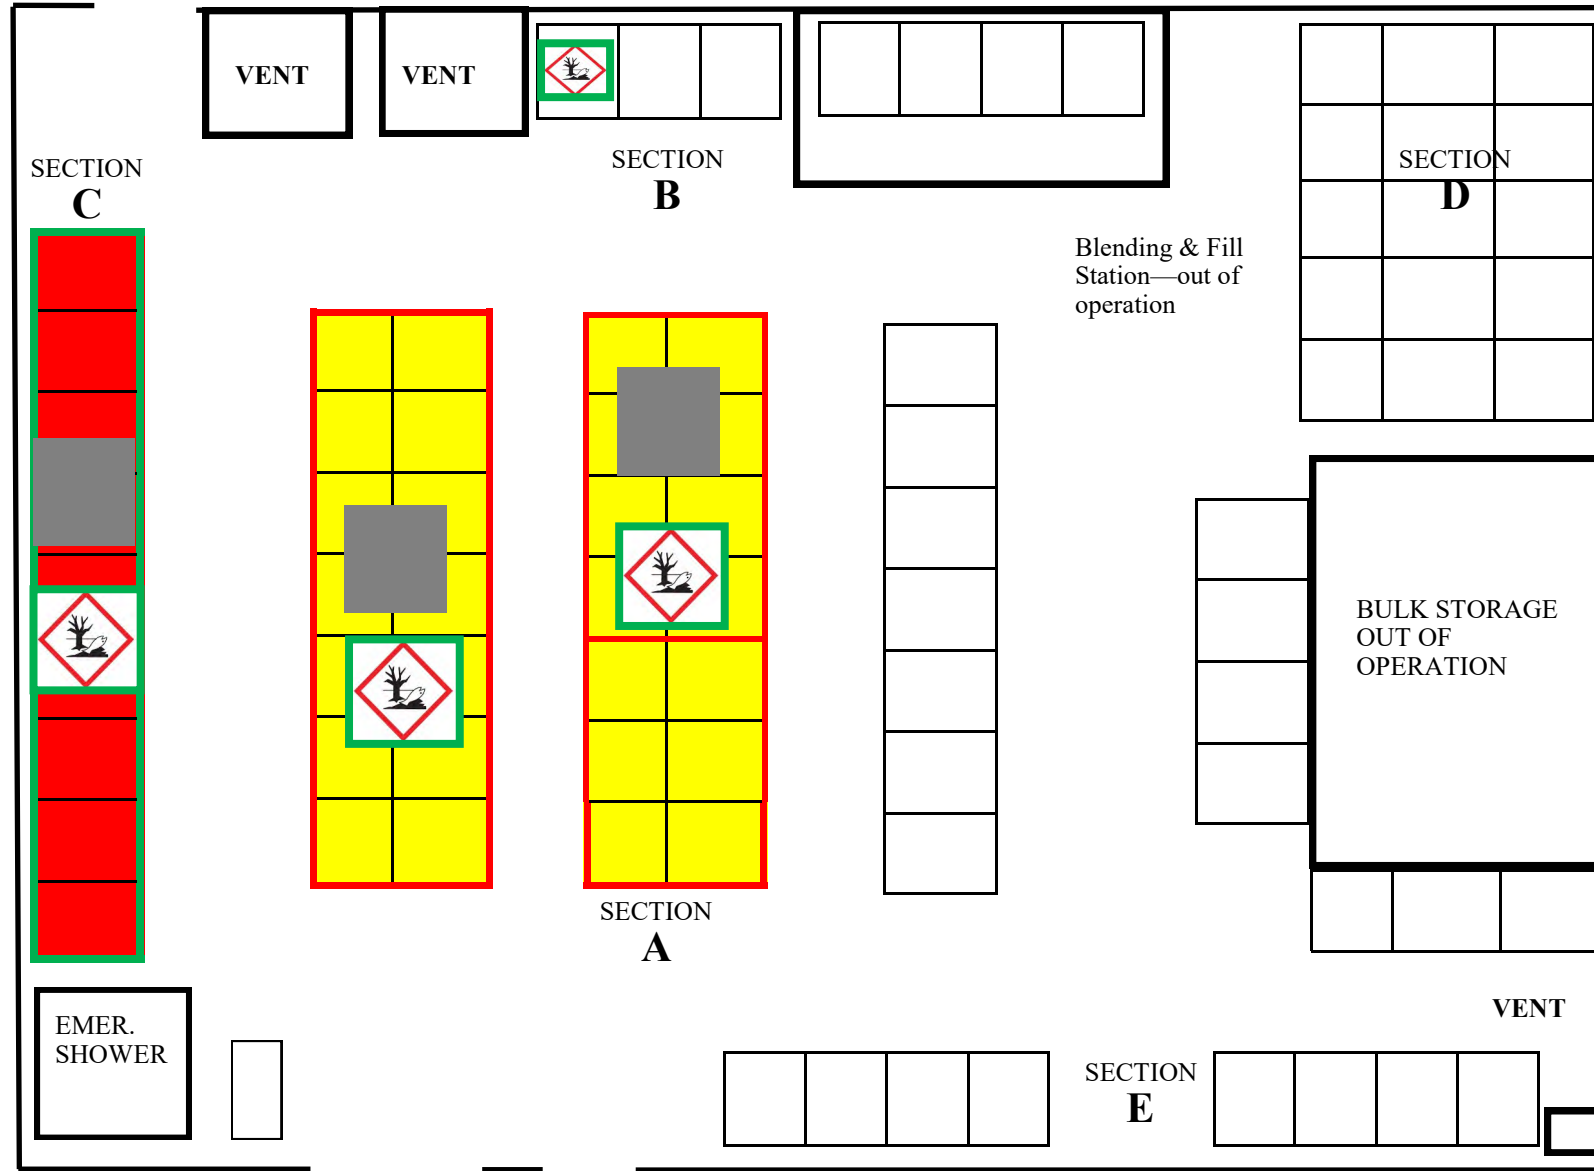 VENT
VENT
SECTION
C
SECTION
B
SECTION
D
Blending & Fill
Station—out of
operation
BULK STORAGE
OUT OF
OPERATION
SECTION
A
EMER.
SHOWER
VENT
SECTION
E